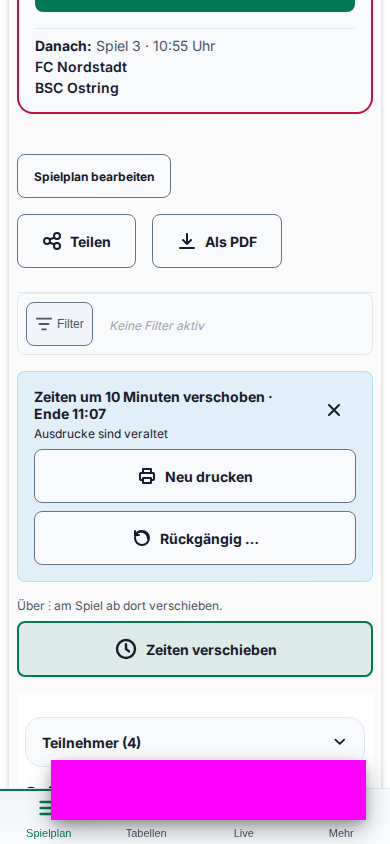 Danach: Spiel 3 · 10:55 Uhr
FC Nordstadt
BSC Ostring
Spielplan bearbeiten
Teilen
Als PDF
Filter
Keine Filter aktiv
Zeiten um 10 Minuten verschoben ·
Ende 11:07
Ausdrucke sind veraltet
Neu drucken
Rückgängig …
Über ⋮ am Spiel ab dort verschieben.
Zeiten verschieben
Teilnehmer (4)
Spielplan
Tabellen
Live
Mehr